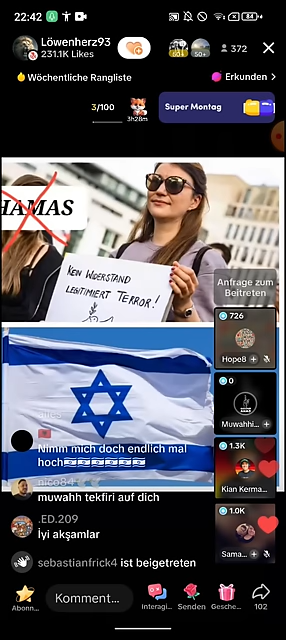 22:42
84
Löwenherz93
231.1K Likes
60
50+
372
Wöchentliche Rangliste
Erkunden >
3/100
3h28m
Super Montag
HAMAS
KEIN WIDERSTAND
LEGITIMIERT TERROR!
Anfrage zum
Beitreten
726
Hope8
0
Muwahhi...
1.3K
Kian Kerma...
1.0K
Sama...
Nimm mich doch endlich mal
hoch
nico84
muwahh tekfiri auf dich
.ED.209
İyi akşamlar
sebastianfrick4 ist beigetreten
Abonn...
Komment...
Interagi...
Senden
Gesche...
102